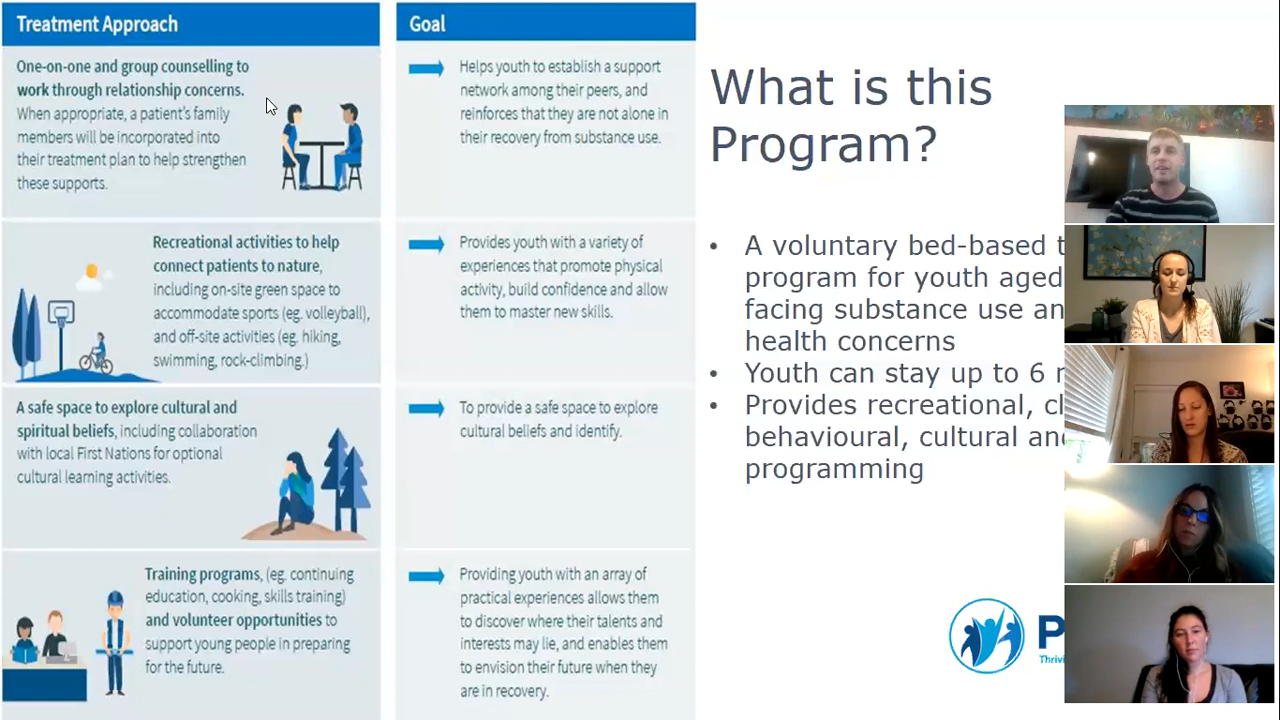 Treatment Approach
Goal
One-on-one and group counselling to
work through relationship concerns.
When appropriate, a patient's family
members will be incorporated into
their treatment plan to help strengthen
these supports.
Helps youth to establish a support
network among their peers, and
reinforces that they are not alone in
their recovery from substance use.
Recreational activities to help
connect patients to nature,
including on-site green space to
accommodate sports (eg. volleyball),
and off-site activities (eg. hiking,
swimming, rock-climbing.)
Provides youth with a variety of
experiences that promote physical
activity, build confidence and allow
them to master new skills.
A safe space to explore cultural and
spiritual beliefs, including collaboration
with local First Nations for optional
cultural learning activities.
To provide a safe space to explore
cultural beliefs and identify.
Training programs, (eg. continuing
education, cooking, skills training)
and volunteer opportunities to
support young people in preparing
for the future.
Providing youth with an array of
practical experiences allows them
to discover where their talents and
interests may lie, and enables them
to envision their future when they
are in recovery.
What is this
Program?
• A voluntary bed-based
program for youth aged
facing substance use
health concerns
• Youth can stay up to 6
• Provides recreational,
behavioural, cultural
programming